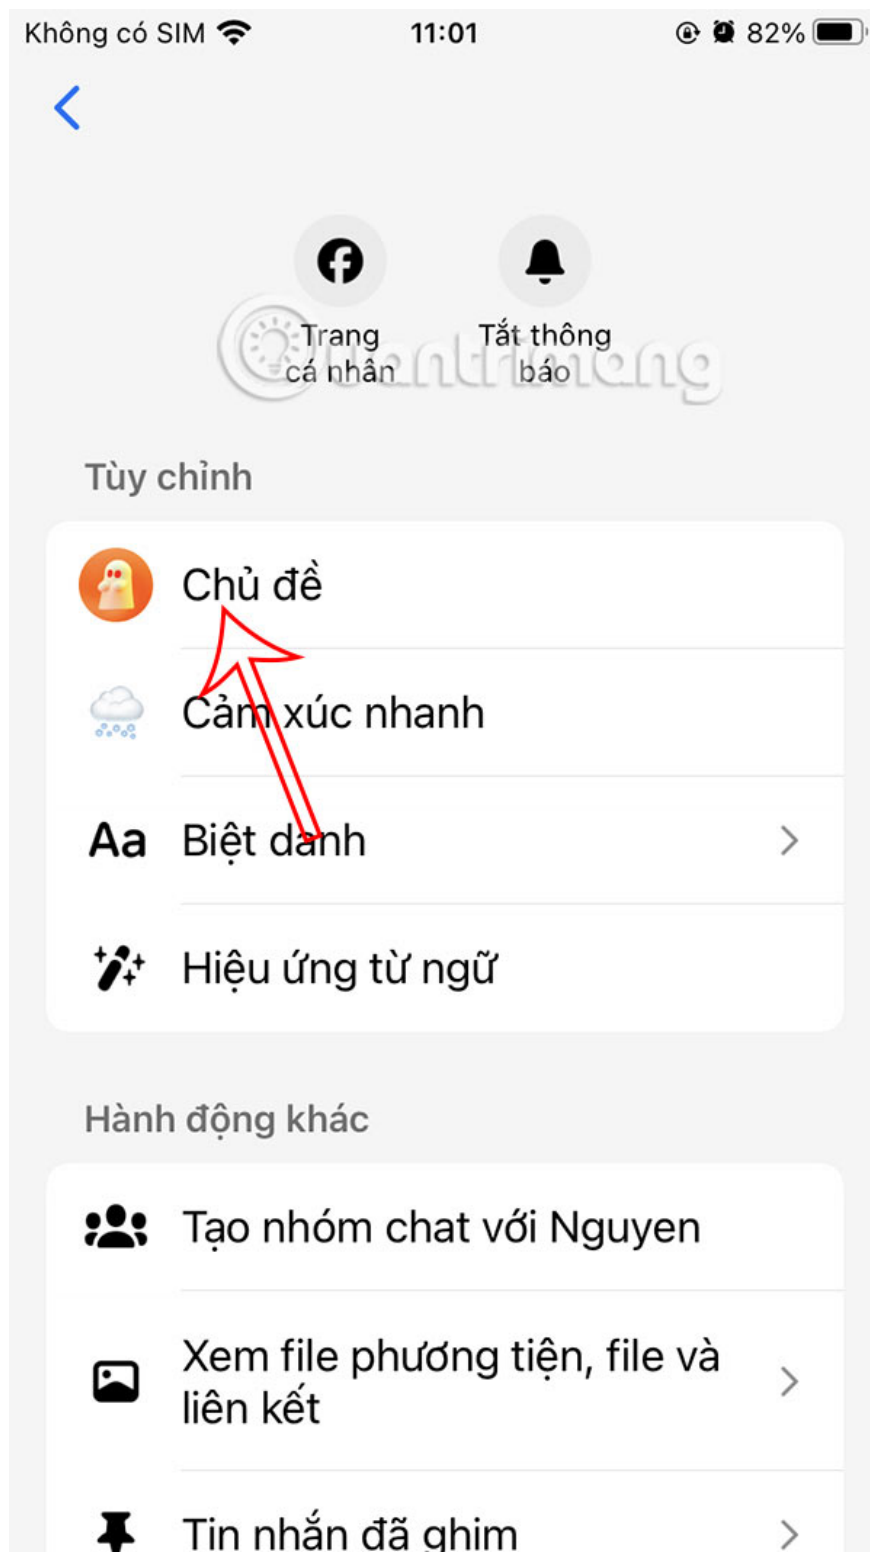 Không có SIM 11:01 82%
Trang Tắt thông
cá nhân báo
Quantrimang
Tùy chỉnh
Chủ đề
Cảm xúc nhanh
Aa Biệt danh
Hiệu ứng từ ngữ
Hành động khác
Tạo nhóm chat với Nguyen
Xem file phương tiện, file và
liên kết
Tin nhắn đã ghim